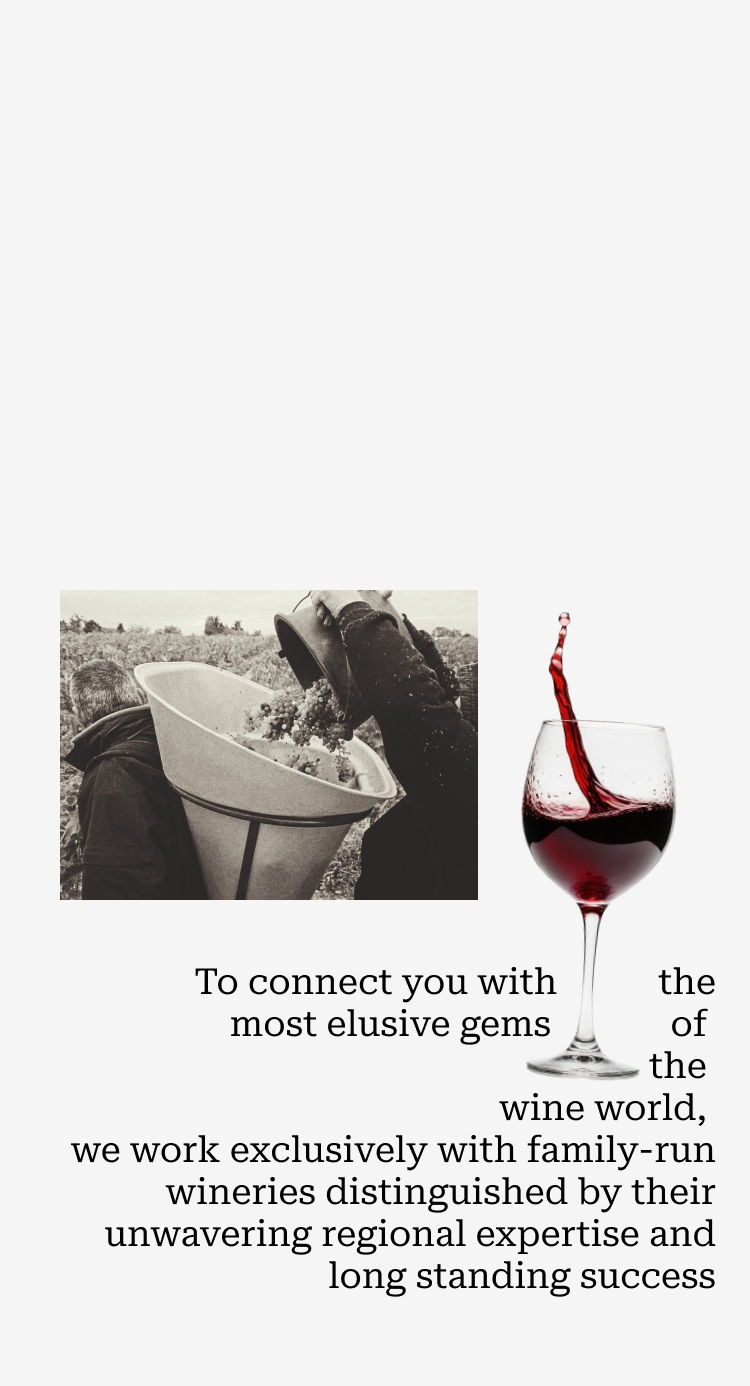 To connect you with the
most elusive gems of
the
wine world,
we work exclusively with family-run
wineries distinguished by their
unwavering regional expertise and
long standing success